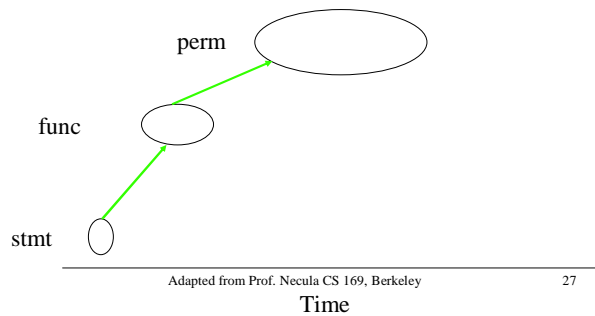 perm
func
stmt
Adapted from Prof. Necula CS 169, Berkeley 27
Time